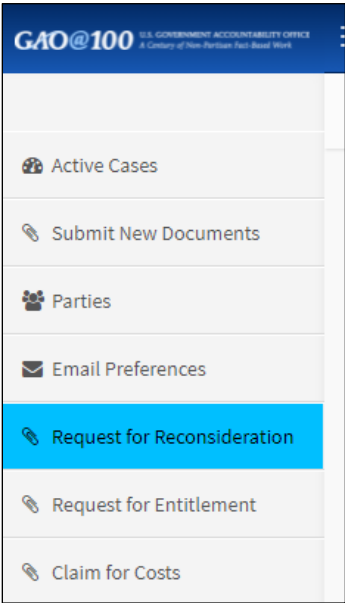 GAO@100 U.S. GOVERNMENT ACCOUNTABILITY OFFICE
A Century of Non-Partisan Fact-Based Work
Active Cases
Submit New Documents
Parties
Email Preferences
Request for Reconsideration
Request for Entitlement
Claim for Costs